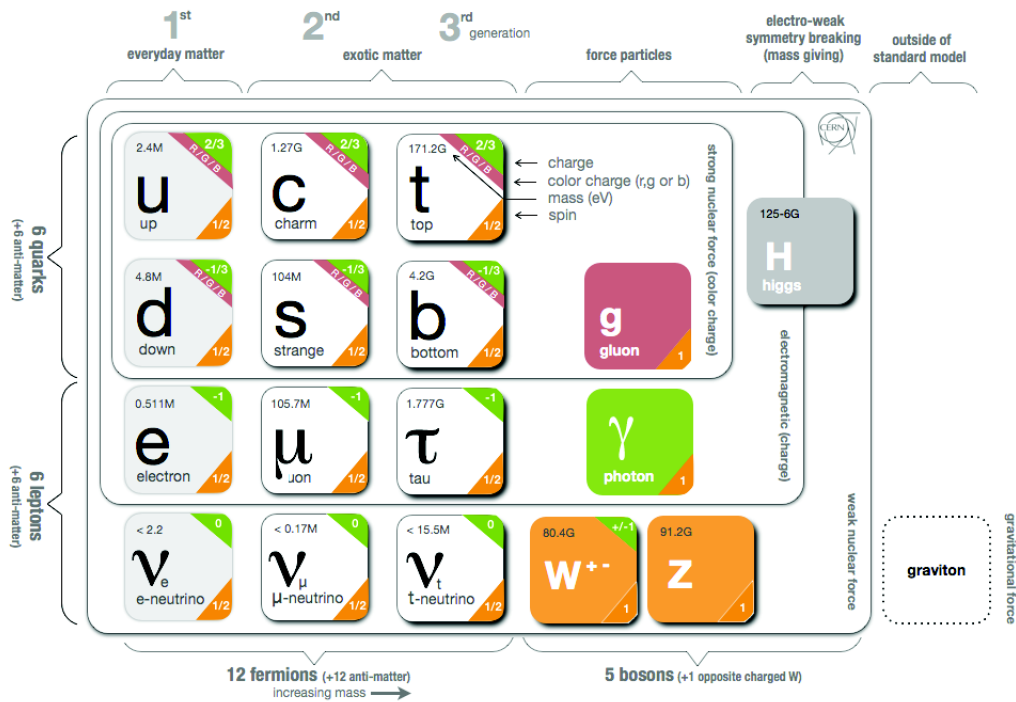 1st
2nd
3rd
generation
everyday matter
exotic matter
force particles
electro-weak
symmetry breaking
(mass giving)
outside of
standard model
6 quarks
(+6 anti-matter)
2.4M
2/3
R/G/B
u
up
1/2
1.27G
2/3
R/G/B
c
charm
1/2
171.2G
2/3
R/G/B
t
top
1/2
charge
color charge (r,g or b)
mass (eV)
spin
strong nuclear force (color charge)
CERN
125-6G
H
higgs
4.8M
-1/3
R/G/B
d
down
1/2
104M
-1/3
R/G/B
s
strange
1/2
4.2G
-1/3
R/G/B
b
bottom
1/2
g
gluon
1
electromagnetic (charge)
6 leptons
(+6 anti-matter)
0.511M
-1
e
electron
1/2
105.7M
-1
μ
uon
1/2
1.777G
-1
τ
tau
1/2
γ
photon
1
weak nuclear force
< 2.2
0
νe
e-neutrino
1/2
< 0.17M
0
νμ
μ-neutrino
1/2
< 15.5M
0
νt
t-neutrino
1/2
80.4G
+/-1
W+-
1
91.2G
Z
1
graviton
gravitational force
12 fermions (+12 anti-matter)
increasing mass
5 bosons (+1 opposite charged W)